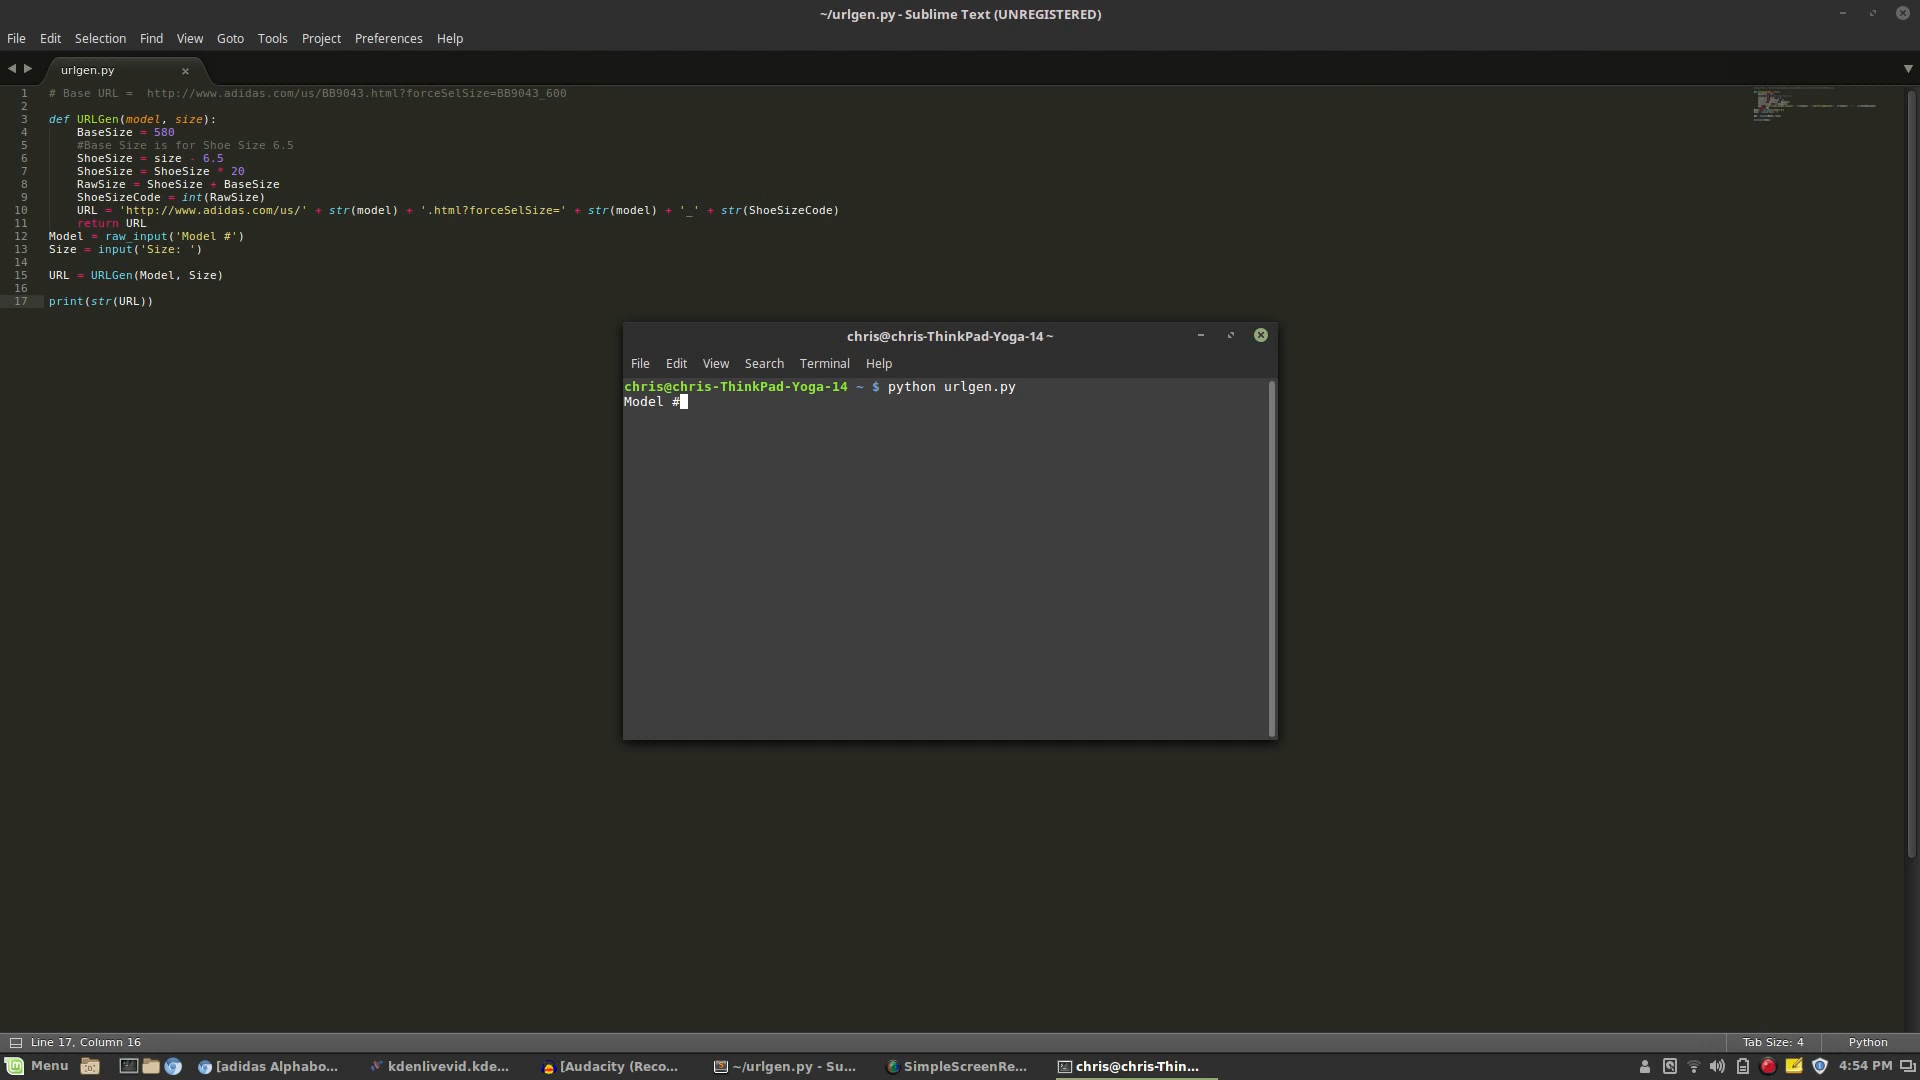 ~/urlgen.py - Sublime Text (UNREGISTERED)
File Edit Selection Find View Goto Tools Project Preferences Help
urlgen.py
1 # Base URL =  http://www.adidas.com/us/BB9043.html?forceSelSize=BB9043_600
2
3 def URLGen(model, size):
4     BaseSize = 580
5     #Base Size is for Shoe Size 6.5
6     ShoeSize = size - 6.5
7     ShoeSize = ShoeSize * 20
8     RawSize = ShoeSize + BaseSize
9     ShoeSizeCode = int(RawSize)
10     URL = 'http://www.adidas.com/us/' + str(model) + '.html?forceSelSize=' + str(model) + '_' + str(ShoeSizeCode)
11     return URL
12 Model = raw_input('Model #')
13 Size = input('Size: ')
14
15 URL = URLGen(Model, Size)
16
17 print(str(URL))
chris@chris-ThinkPad-Yoga-14 ~
File Edit View Search Terminal Help
chris@chris-ThinkPad-Yoga-14 ~ $ python urlgen.py
Model #
Line 17, Column 16 Tab Size: 4 Python
Menu [adidas Alphabo... kdenlivevid.kde... [Audacity (Reco... ~/urlgen.py - Su... SimpleScreenRe... chris@chris-Thin... 4:54 PM